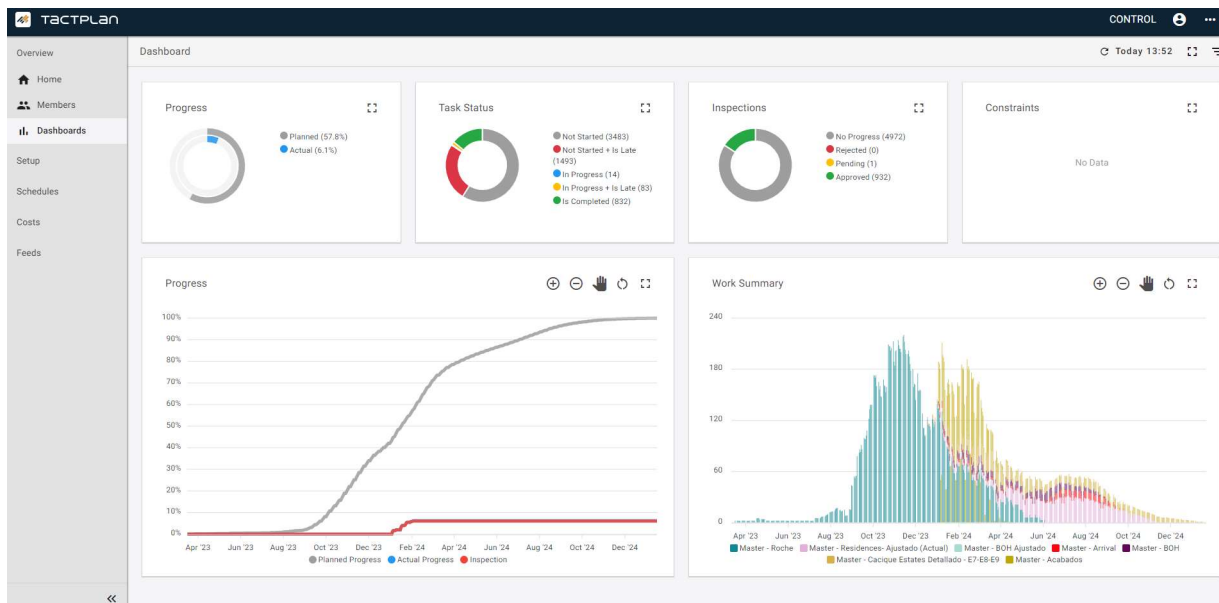 TACTPLAN
CONTROL
Overview
Home
Members
Dashboards
Setup
Schedules
Costs
Feeds
Dashboard
Today 13:52
Progress
Planned (57.8%)
Actual (6.1%)
Task Status
Not Started (3483)
Not Started + Is Late
(1493)
In Progress (14)
In Progress + Is Late (83)
Is Completed (832)
Inspections
No Progress (4972)
Rejected (0)
Pending (1)
Approved (932)
Constraints
No Data
Progress
100%
90%
80%
70%
60%
50%
40%
30%
20%
10%
0%
Apr '23 Jun '23 Aug '23 Oct '23 Dec '23 Feb '24 Apr '24 Jun '24 Aug '24 Oct '24 Dec '24
Planned Progress Actual Progress Inspection
Work Summary
240
180
120
60
0
Apr '23 Jun '23 Aug '23 Oct '23 Dec '23 Feb '24 Apr '24 Jun '24 Aug '24 Oct '24 Dec '24
Master - Roche Master - Residences- Ajustado (Actual) Master - BOH Ajustado Master - Arrival Master - BOH
Master - Cacique Estates Detallado - E7-E8-E9 Master - Acabados